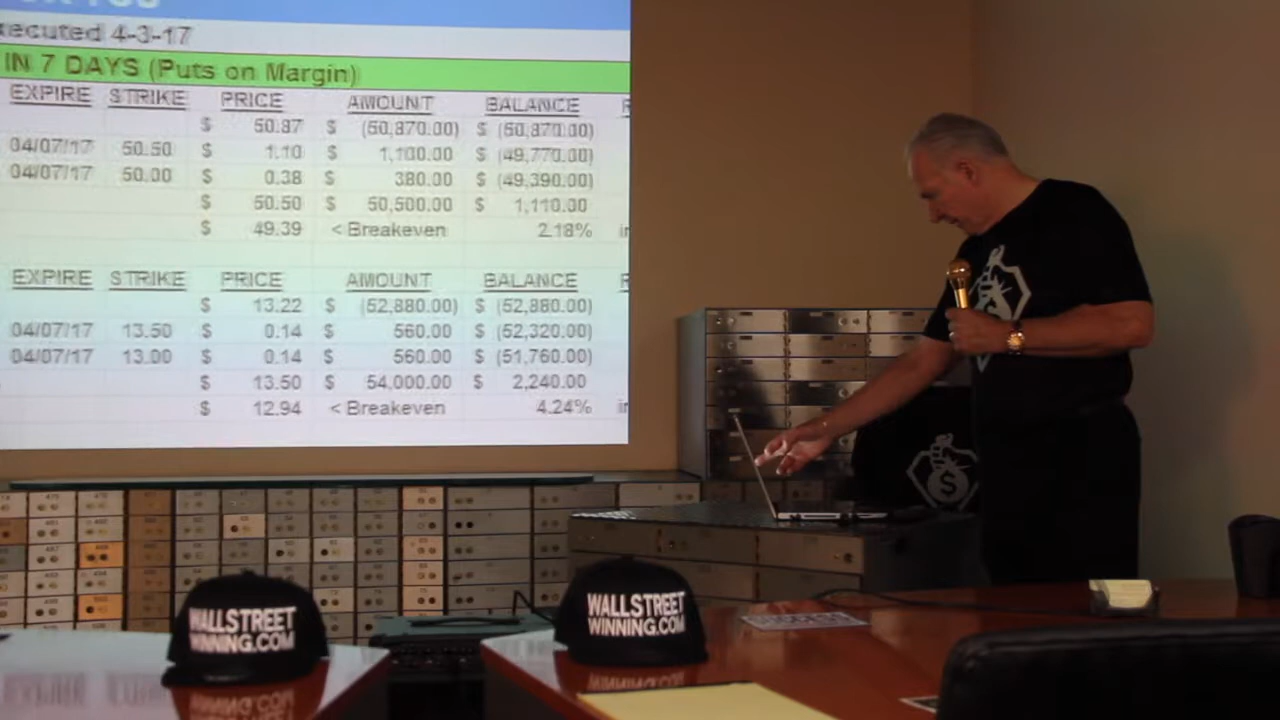 xecuted 4-3-17
IN 7 DAYS (Puts on Margin)
EXPIRE STRIKE PRICE AMOUNT BALANCE
$ 50.87 $ (50,870.00) $ (50,870.00)
04/07/17 50.50 $ 1.10 $ 1,100.00 $ (49,770.00)
04/07/17 50.00 $ 0.38 $ 380.00 $ (49,390.00)
$ 50.50 $ 50,500.00 $ 1,110.00
$ 49.39 < Breakeven 2.18%
EXPIRE STRIKE PRICE AMOUNT BALANCE
$ 13.22 $ (52,880.00) $ (52,880.00)
04/07/17 13.50 $ 0.14 $ 560.00 $ (52,320.00)
04/07/17 13.00 $ 0.14 $ 560.00 $ (51,760.00)
$ 13.50 $ 54,000.00 $ 2,240.00
$ 12.94 < Breakeven 4.24%
$
$
WALLSTREET
WINNING.COM
WALLSTREET
WINNING.COM